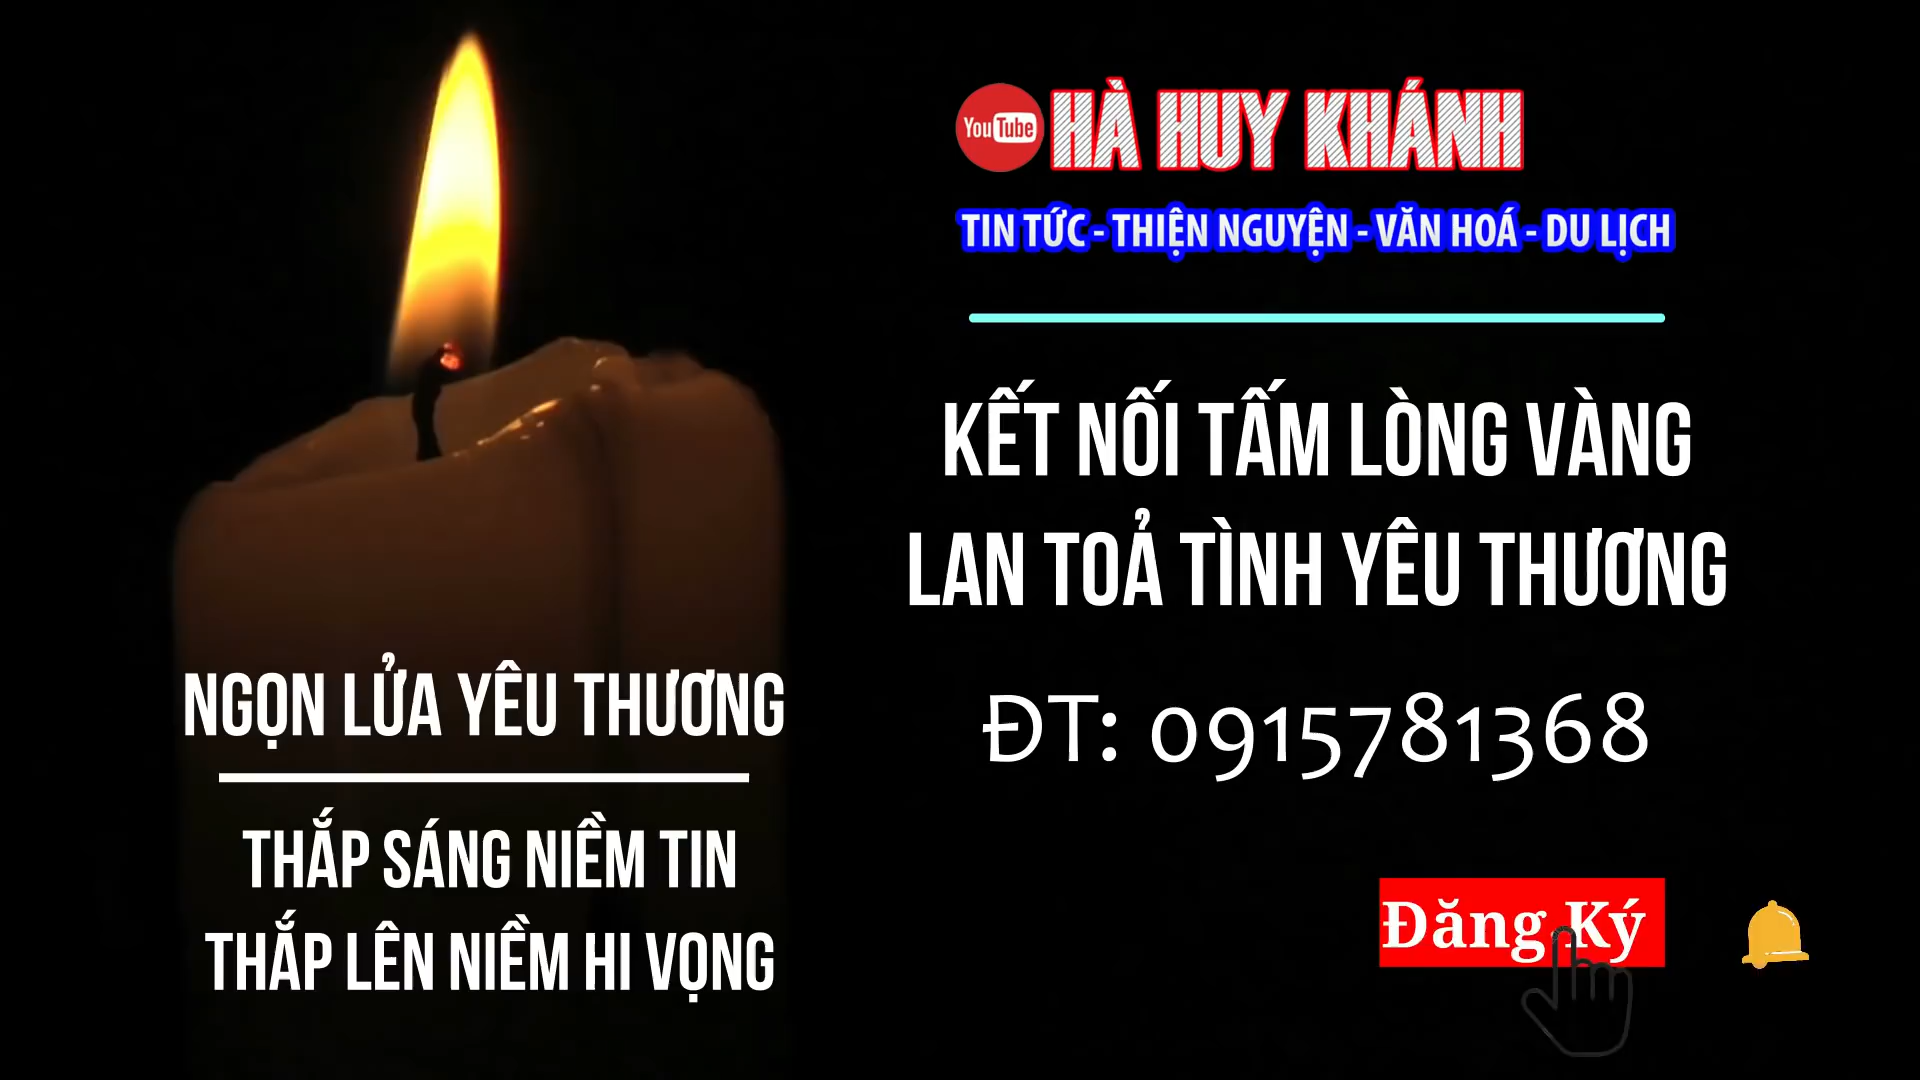 YouTube HÀ HUY KHÁNH
TIN TỨC - THIỆN NGUYỆN - VĂN HOÁ - DU LỊCH
KẾT NỐI TẤM LÒNG VÀNG
LAN TOẢ TÌNH YÊU THƯƠNG
ĐT: 0915781368
Đăng Ký
NGỌN LỬA YÊU THƯƠNG
THẮP SÁNG NIỀM TIN
THẮP LÊN NIỀM HI VỌNG